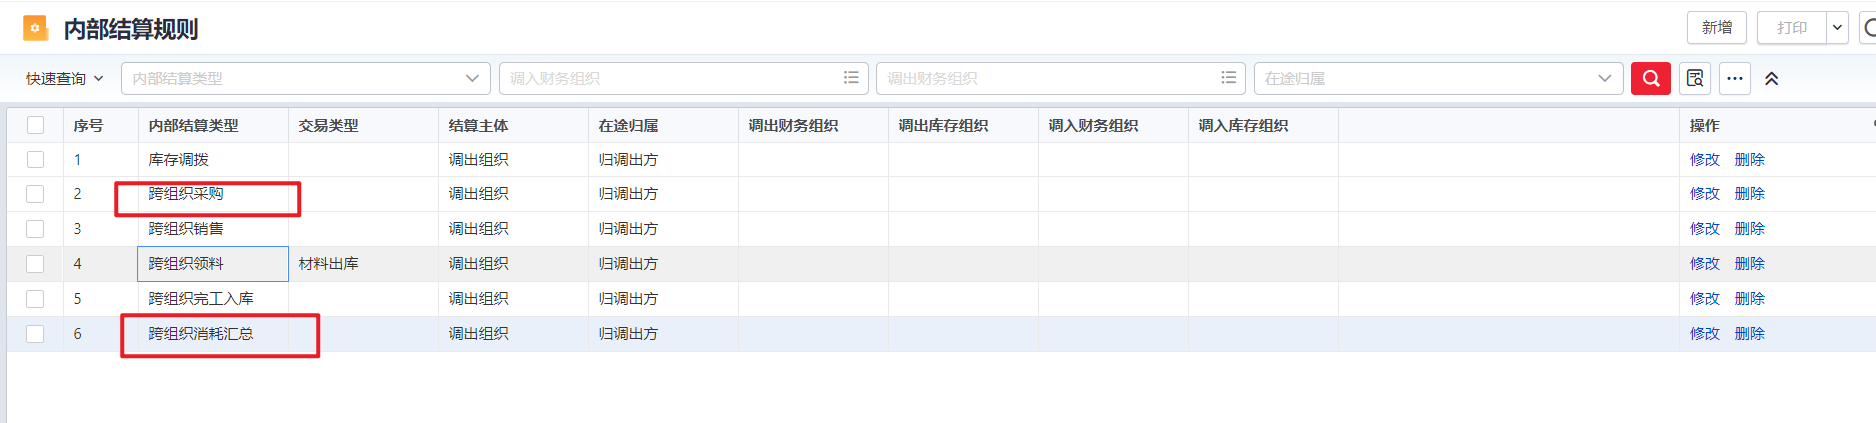 内部结算规则
新增 打印
快速查询 内部结算类型 调入财务组织 调出财务组织 在途归属
序号 内部结算类型 交易类型 结算主体 在途归属 调出财务组织 调出库存组织 调入财务组织 调入库存组织 操作
1 库存调拨 调出组织 归调出方 修改 删除
2 跨组织采购 调出组织 归调出方 修改 删除
3 跨组织销售 调出组织 归调出方 修改 删除
4 跨组织领料 材料出库 调出组织 归调出方 修改 删除
5 跨组织完工入库 调出组织 归调出方 修改 删除
6 跨组织消耗汇总 调出组织 归调出方 修改 删除